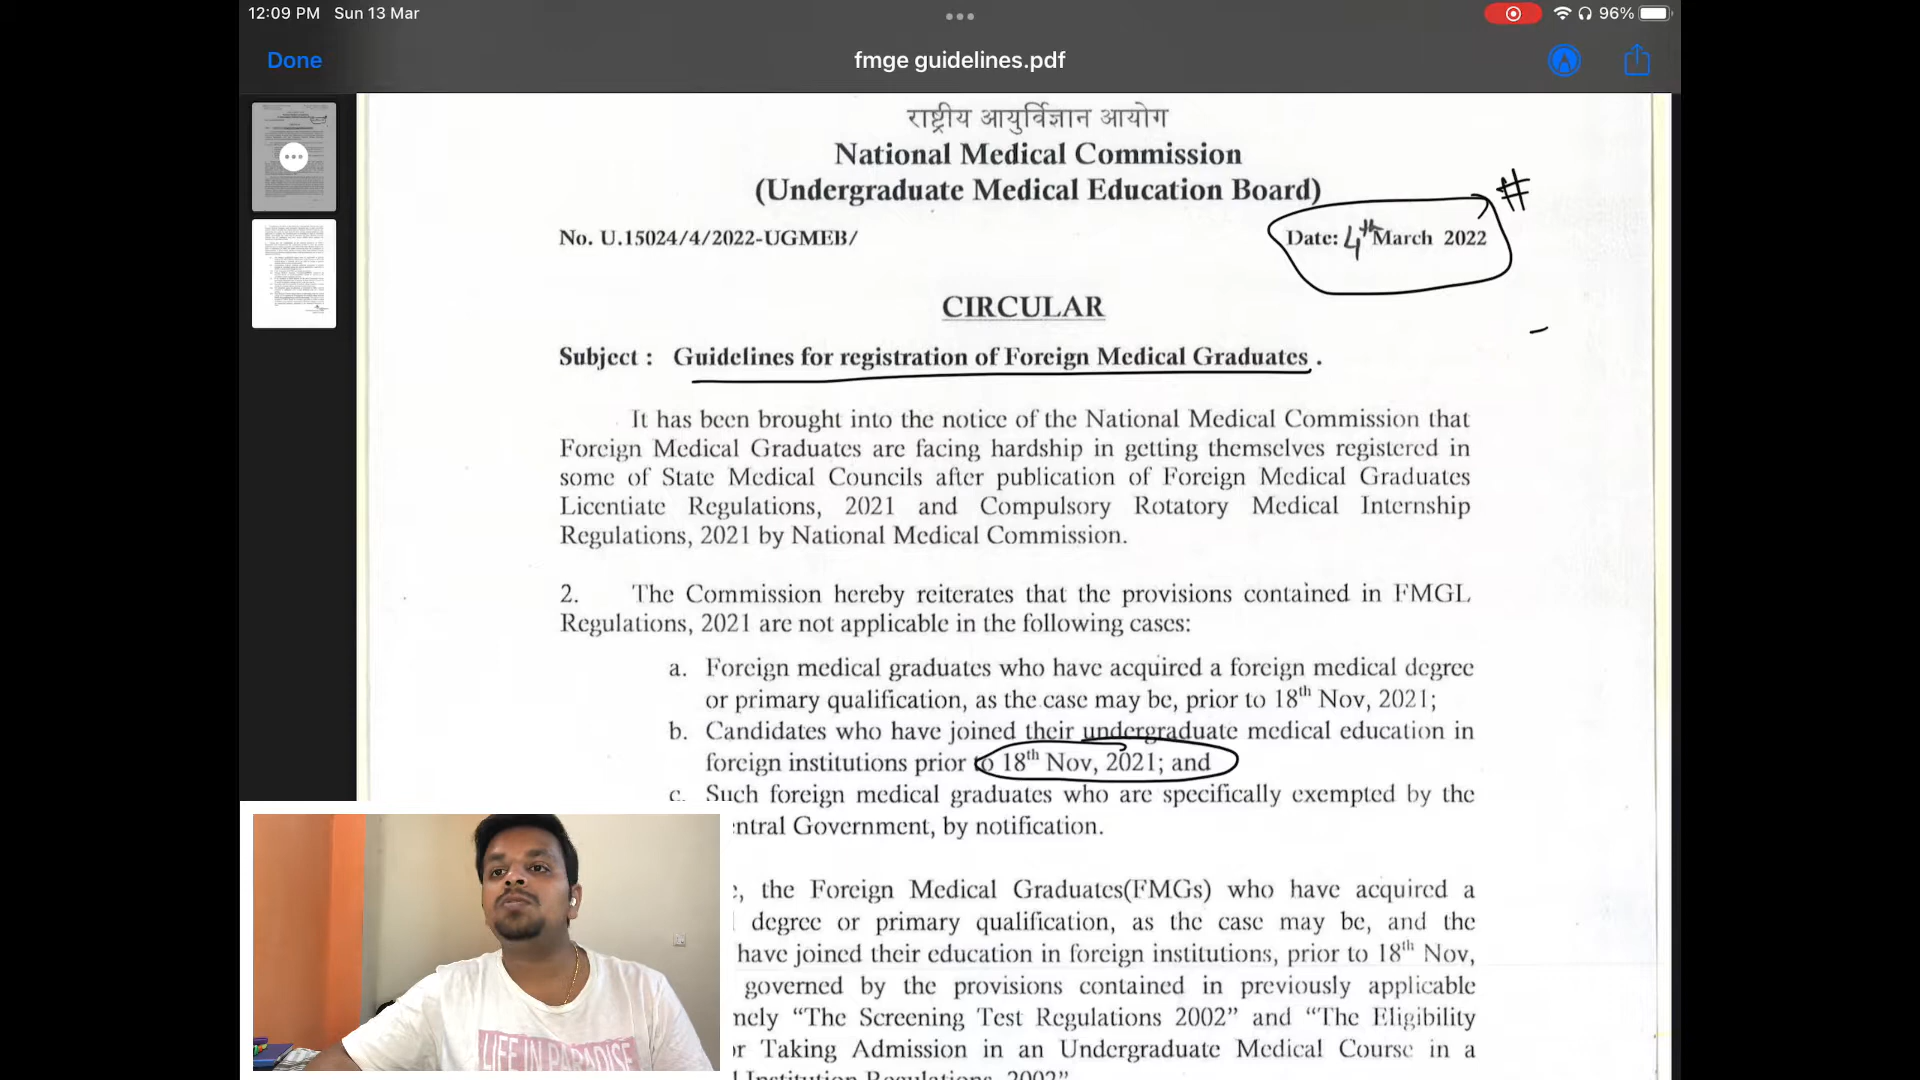 12:09 PM Sun 13 Mar
96%
Done
fmge guidelines.pdf
राष्ट्रीय आयुर्विज्ञान आयोग
National Medical Commission
(Undergraduate Medical Education Board)
#
No. U.15024/4/2022-UGMEB/
Date: 4th March 2022
CIRCULAR
Subject : Guidelines for registration of Foreign Medical Graduates .
It has been brought into the notice of the National Medical Commission that
Foreign Medical Graduates are facing hardship in getting themselves registered in
some of State Medical Councils after publication of Foreign Medical Graduates
Licentiate Regulations, 2021 and Compulsory Rotatory Medical Internship
Regulations, 2021 by National Medical Commission.
2. The Commission hereby reiterates that the provisions contained in FMGL
Regulations, 2021 are not applicable in the following cases:
a. Foreign medical graduates who have acquired a foreign medical degree
or primary qualification, as the case may be, prior to 18th Nov, 2021;
b. Candidates who have joined their undergraduate medical education in
foreign institutions prior to 18th Nov, 2021; and
c. Such foreign medical graduates who are specifically exempted by the
ntral Government, by notification.
, the Foreign Medical Graduates(FMGs) who have acquired a
degree or primary qualification, as the case may be, and the
have joined their education in foreign institutions, prior to 18th Nov,
governed by the provisions contained in previously applicable
mely “The Screening Test Regulations 2002” and “The Eligibility
or Taking Admission in an Undergraduate Medical Course in a
l Institution Regulations, 2002”
LIFE IN PARADISE